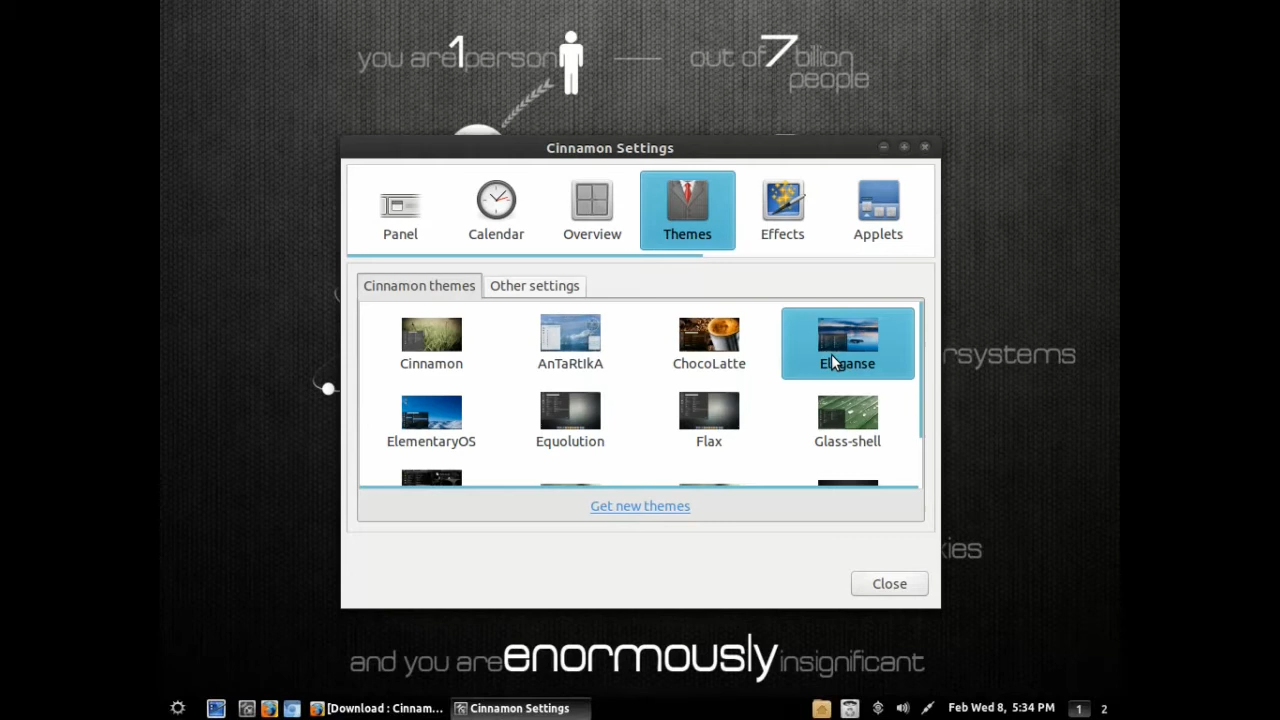 you are 1 person
out of 7 billion people
Cinnamon Settings
Panel
Calendar
Overview
Themes
Effects
Applets
Cinnamon themes
Other settings
Cinnamon
AnTaRtIkA
ChocoLatte
Eleganse
ElementaryOS
Equolution
Flax
Glass-shell
Get new themes
Close
and you are enormously insignificant
[Download : Cinnam...
Cinnamon Settings
Feb Wed 8, 5:34 PM
1
2